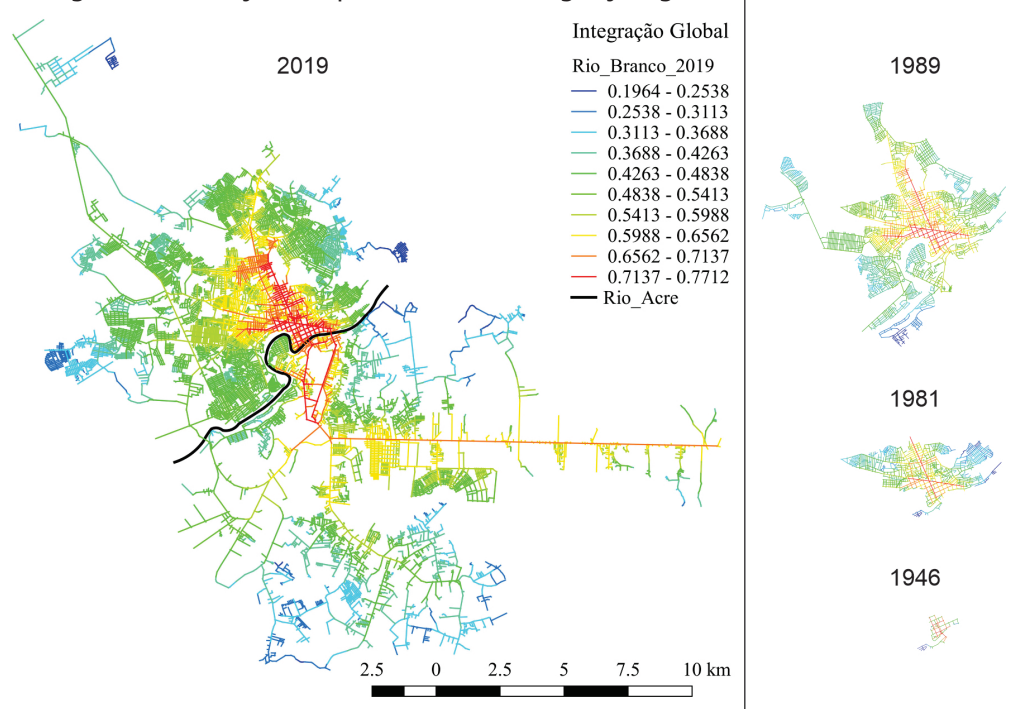 Integração Global
2019
Rio_Branco_2019
0.1964 - 0.2538
0.2538 - 0.3113
0.3113 - 0.3688
0.3688 - 0.4263
0.4263 - 0.4838
0.4838 - 0.5413
0.5413 - 0.5988
0.5988 - 0.6562
0.6562 - 0.7137
0.7137 - 0.7712
Rio_Acre
2.5 0 2.5 5 7.5 10 km
1989
1981
1946